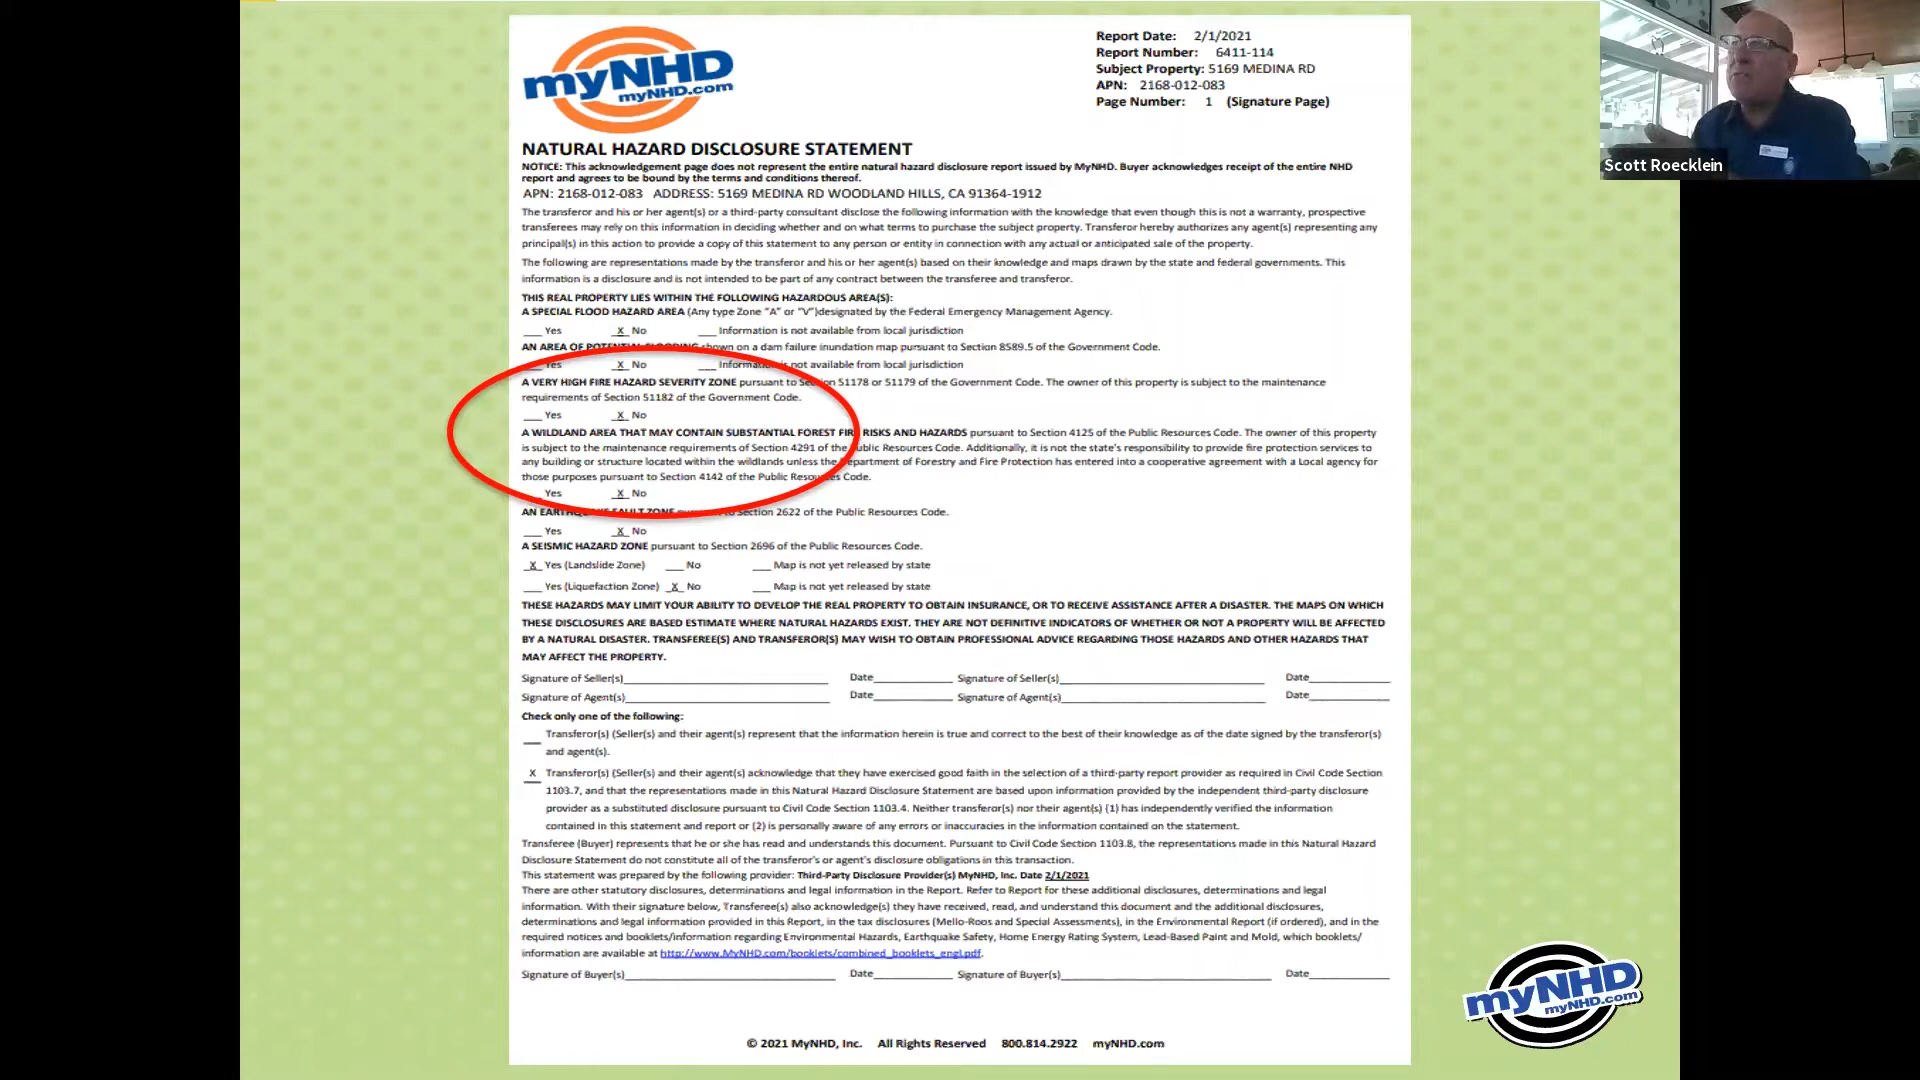 myNHD
myNHD.com
Report Date: 2/1/2021
Report Number: 6411-114
Subject Property: 5169 MEDINA RD
APN: 2168-012-083
Page Number: 1 (Signature Page)
Scott Roecklein
NATURAL HAZARD DISCLOSURE STATEMENT
NOTICE: This acknowledgement page does not represent the entire natural hazard disclosure report issued by MyNHD. Buyer acknowledges receipt of the entire NHD
report and agrees to be bound by the terms and conditions thereof.
APN: 2168-012-083 ADDRESS: 5169 MEDINA RD WOODLAND HILLS, CA 91364-1912
The transferor and his or her agent(s) or a third-party consultant disclose the following information with the knowledge that even though this is not a warranty, prospective
transferees may rely on this information in deciding whether and on what terms to purchase the subject property. Transferor hereby authorizes any agent(s) representing any
principal(s) in this action to provide a copy of this statement to any person or entity in connection with any actual or anticipated sale of the property.
The following are representations made by the transferor and his or her agent(s) based on their knowledge and maps drawn by the state and federal governments. This
information is a disclosure and is not intended to be part of any contract between the transferee and transferor.
THIS REAL PROPERTY LIES WITHIN THE FOLLOWING HAZARDOUS AREA(S):
A SPECIAL FLOOD HAZARD AREA (Any type Zone “A” or “V”)designated by the Federal Emergency Management Agency.
___ Yes _X_ No ___ Information is not available from local jurisdiction
AN AREA OF POTENTIAL FLOODING shown on a dam failure inundation map pursuant to Section 8589.5 of the Government Code.
___ Yes _X_ No ___ Information is not available from local jurisdiction
A VERY HIGH FIRE HAZARD SEVERITY ZONE pursuant to Section 51178 or 51179 of the Government Code. The owner of this property is subject to the maintenance
requirements of Section 51182 of the Government Code.
___ Yes _X_ No
A WILDLAND AREA THAT MAY CONTAIN SUBSTANTIAL FOREST FIRE RISKS AND HAZARDS pursuant to Section 4125 of the Public Resources Code. The owner of this property
is subject to the maintenance requirements of Section 4291 of the Public Resources Code. Additionally, it is not the state's responsibility to provide fire protection services to
any building or structure located within the wildlands unless the Department of Forestry and Fire Protection has entered into a cooperative agreement with a Local agency for
those purposes pursuant to Section 4142 of the Public Resources Code.
___ Yes _X_ No
AN EARTHQUAKE FAULT ZONE pursuant to Section 2622 of the Public Resources Code.
___ Yes _X_ No
A SEISMIC HAZARD ZONE pursuant to Section 2696 of the Public Resources Code.
_X_ Yes (Landslide Zone) ___ No ___ Map is not yet released by state
___ Yes (Liquefaction Zone) _X_ No ___ Map is not yet released by state
THESE HAZARDS MAY LIMIT YOUR ABILITY TO DEVELOP THE REAL PROPERTY TO OBTAIN INSURANCE, OR TO RECEIVE ASSISTANCE AFTER A DISASTER. THE MAPS ON WHICH
THESE DISCLOSURES ARE BASED ESTIMATE WHERE NATURAL HAZARDS EXIST. THEY ARE NOT DEFINITIVE INDICATORS OF WHETHER OR NOT A PROPERTY WILL BE AFFECTED
BY A NATURAL DISASTER. TRANSFEREE(S) AND TRANSFEROR(S) MAY WISH TO OBTAIN PROFESSIONAL ADVICE REGARDING THOSE HAZARDS AND OTHER HAZARDS THAT
MAY AFFECT THE PROPERTY.
Signature of Seller(s)__________ Date__________ Signature of Seller(s)__________ Date__________
Signature of Agent(s)__________ Date__________ Signature of Agent(s)__________ Date__________
Check only one of the following:
___ Transferor(s) (Seller(s) and their agent(s) represent that the information herein is true and correct to the best of their knowledge as of the date signed by the transferor(s)
and agent(s).
X Transferor(s) (Seller(s) and their agent(s) acknowledge that they have exercised good faith in the selection of a third-party report provider as required in Civil Code Section
1103.7, and that the representations made in this Natural Hazard Disclosure Statement are based upon information provided by the independent third-party disclosure
provider as a substituted disclosure pursuant to Civil Code Section 1103.4. Neither transferor(s) nor their agent(s) (1) has independently verified the information
contained in this statement and report or (2) is personally aware of any errors or inaccuracies in the information contained on the statement.
Transferee (Buyer) represents that he or she has read and understands this document. Pursuant to Civil Code Section 1103.8, the representations made in this Natural Hazard
Disclosure Statement do not constitute all of the transferor's or agent's disclosure obligations in this transaction.
This statement was prepared by the following provider: Third-Party Disclosure Provider(s) MyNHD, Inc. Date 2/1/2021
There are other statutory disclosures, determinations and legal information in the Report. Refer to Report for these additional disclosures, determinations and legal
information. With their signature below, Transferee(s) also acknowledge(s) they have received, read, and understand this document and the additional disclosures,
determinations and legal information provided in this Report, in the tax disclosures (Mello-Roos and Special Assessments), in the Environmental Report (if ordered), and in the
required notices and booklets/information regarding Environmental Hazards, Earthquake Safety, Home Energy Rating System, Lead-Based Paint and Mold, which booklets/
information are available at http://www.MyNHD.com/booklets/combined_booklets_engl.pdf.
Signature of Buyer(s)__________ Date__________ Signature of Buyer(s)__________ Date__________
© 2021 MyNHD, Inc. All Rights Reserved 800.814.2922 myNHD.com
myNHD
myNHD.com